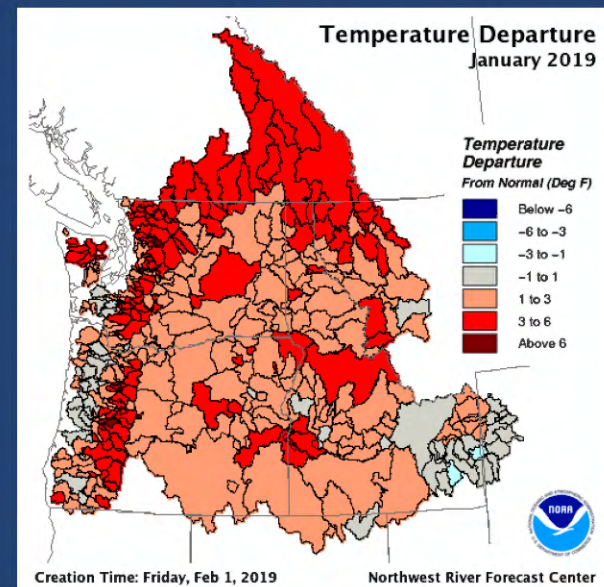 Temperature Departure
January 2019
Temperature
Departure
From Normal (Deg F)
Below -6
-6 to -3
-3 to -1
-1 to 1
1 to 3
3 to 6
Above 6
NOAA
Creation Time: Friday, Feb 1, 2019
Northwest River Forecast Center